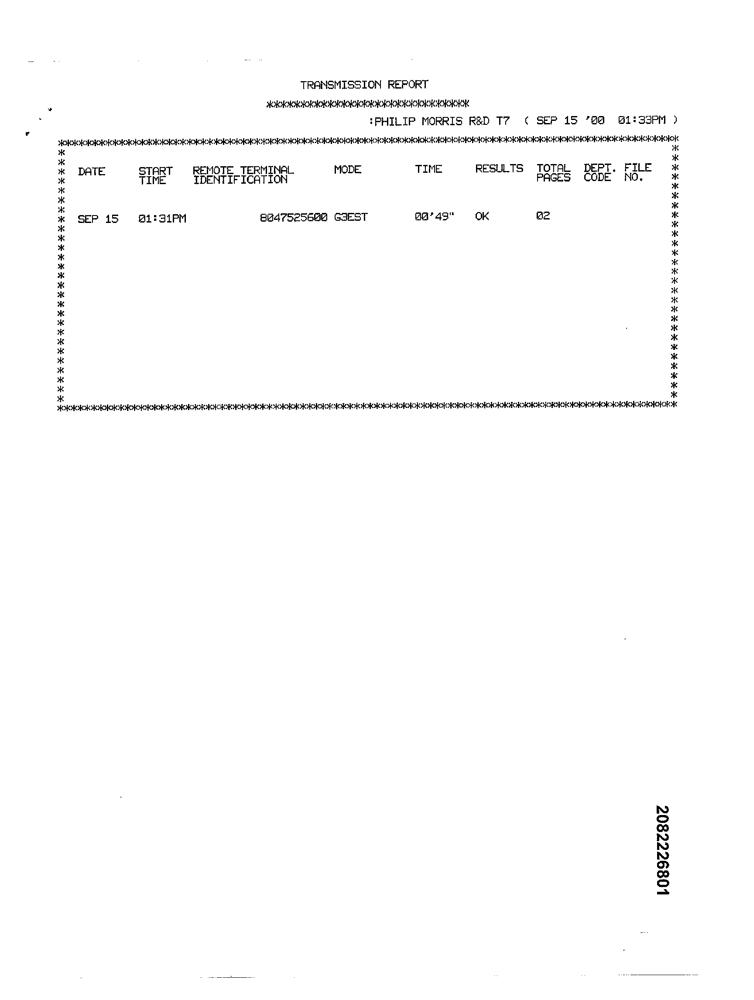 TRANSMISSION REPORT
**********************************
:PHILIP MORRIS R&D T7 ( SEP 15 '00 01:33PM )
DATE START TIME REMOTE TERMINAL IDENTIFICATION MODE TIME RESULTS TOTAL PAGES DEPT. CODE FILE NO.
SEP 15 01:31PM 8047525600 G3EST 00'49" OK 02
2082226801